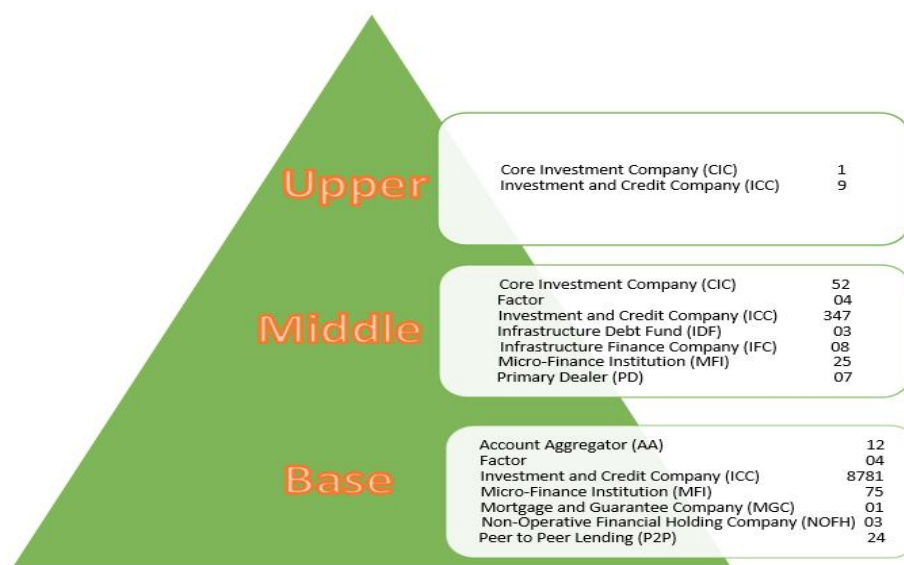 Upper
Core Investment Company (CIC) 1
Investment and Credit Company (ICC) 9
Middle
Core Investment Company (CIC) 52
Factor 04
Investment and Credit Company (ICC) 347
Infrastructure Debt Fund (IDF) 03
Infrastructure Finance Company (IFC) 08
Micro-Finance Institution (MFI) 25
Primary Dealer (PD) 07
Base
Account Aggregator (AA) 12
Factor 04
Investment and Credit Company (ICC) 8781
Micro-Finance Institution (MFI) 75
Mortgage and Guarantee Company (MGC) 01
Non-Operative Financial Holding Company (NOFH) 03
Peer to Peer Lending (P2P) 24